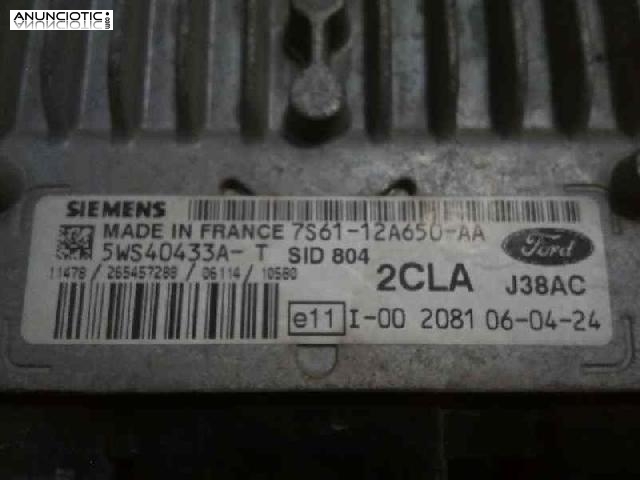 ANUNCIOTIC.es
SIEMENS
MADE IN FRANCE 7S61-12A650-AA
5WS40433A-T SID 804
Ford
11478 / 265457288 / 06114 / 10580
2CLA J38AC
e11 I-00 2081 06-04-24